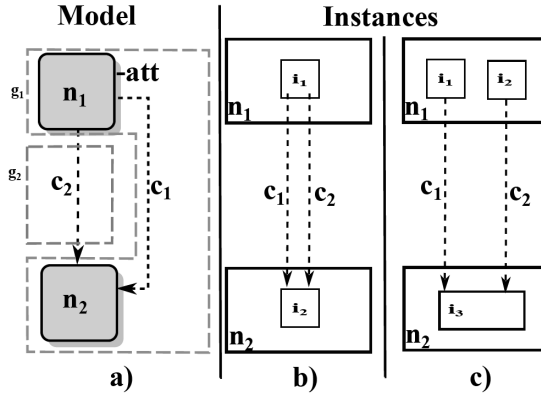 Model
Instances
-att
g1
n1
i1
n1
i1
i2
n1
g2
c2
c1
c1
c2
c1
c2
n2
i2
n2
i3
n2
a)
b)
c)